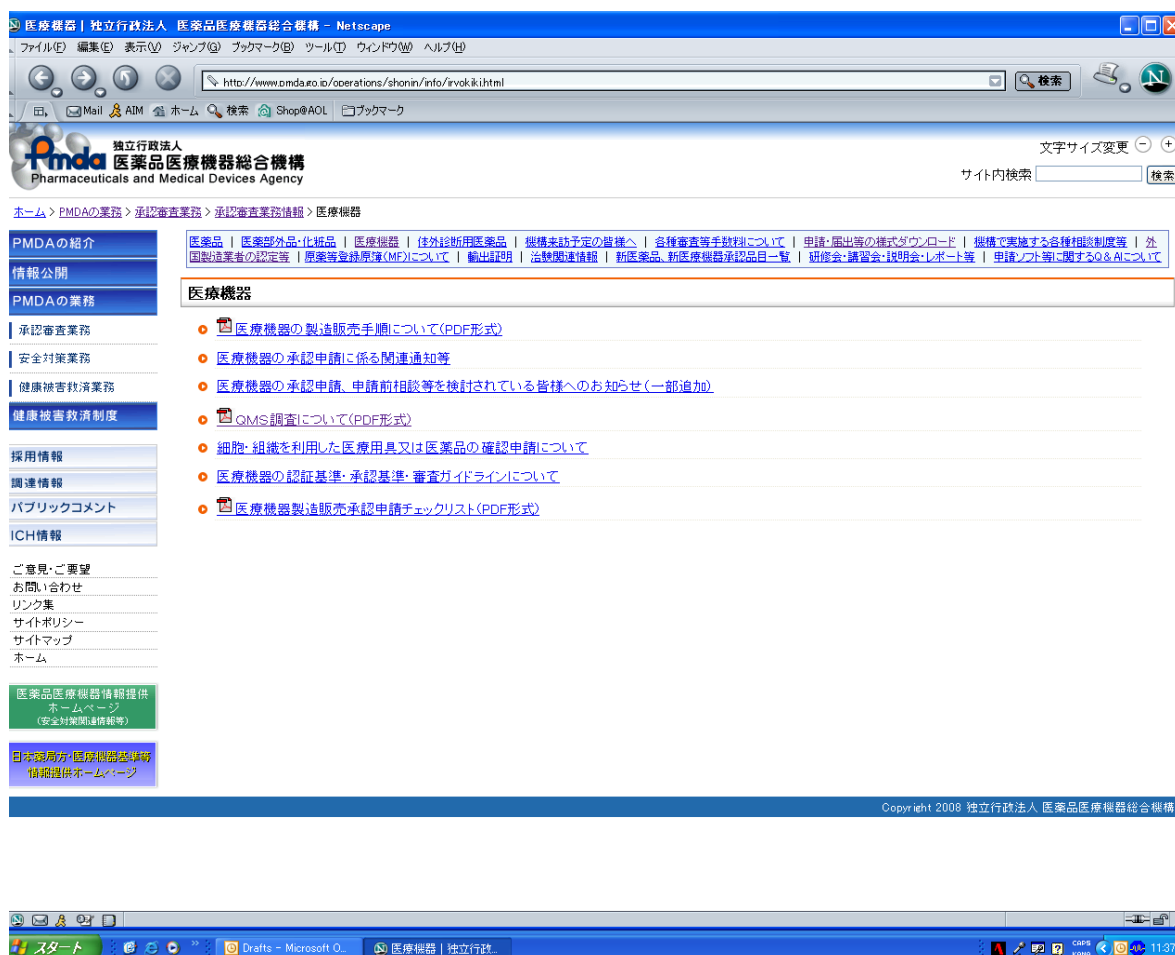 医療機器 | 独立行政法人 医薬品医療機器総合機構 - Netscape
ファイル(F) 編集(E) 表示(V) ジャンプ(G) ブックマーク(B) ツール(T) ウィンドウ(W) ヘルプ(H)
http://www.pmda.go.jp/operations/shonin/info/iryokiki.html 検索
Mail AIM ホーム 検索 Shop@AOL ブックマーク
Pmda 独立行政法人 医薬品医療機器総合機構
Pharmaceuticals and Medical Devices Agency
文字サイズ変更
サイト内検索 検索
ホーム > PMDAの業務 > 承認審査業務 > 承認審査業務情報 > 医療機器
PMDAの紹介
情報公開
PMDAの業務
承認審査業務
安全対策業務
健康被害救済業務
健康被害救済制度
採用情報
調達情報
パブリックコメント
ICH情報
ご意見・ご要望
お問い合わせ
リンク集
サイトポリシー
サイトマップ
ホーム
医薬品医療機器情報提供
ホームページ
(安全対策関連情報等)
日本薬局方・医療機器基準等
情報提供ホームページ
医薬品 | 医薬部外品・化粧品 | 医療機器 | 体外診断用医薬品 | 機構来訪予定の皆様へ | 各種審査等手数料について | 申請・届出等の様式ダウンロード | 機構で実施する各種相談制度等 | 外
国製造業者の認定等 | 原薬等登録原簿(MF)について | 輸出証明 | 治験関連情報 | 新医薬品、新医療機器承認品目一覧 | 研修会・講習会・説明会・レポート等 | 申請ソフト等に関するQ&Aについて
医療機器
医療機器の製造販売手順について(PDF形式)
医療機器の承認申請に係る関連通知等
医療機器の承認申請、申請前相談等を検討されている皆様へのお知らせ(一部追加)
QMS調査について(PDF形式)
細胞・組織を利用した医療用具又は医薬品の確認申請について
医療機器の認証基準・承認基準・審査ガイドラインについて
医療機器製造販売承認申請チェックリスト(PDF形式)
Copyright 2008 独立行政法人 医薬品医療機器総合機構
スタート Drafts - Microsoft O... 医療機器 | 独立行政... CAPS KANA 11:37